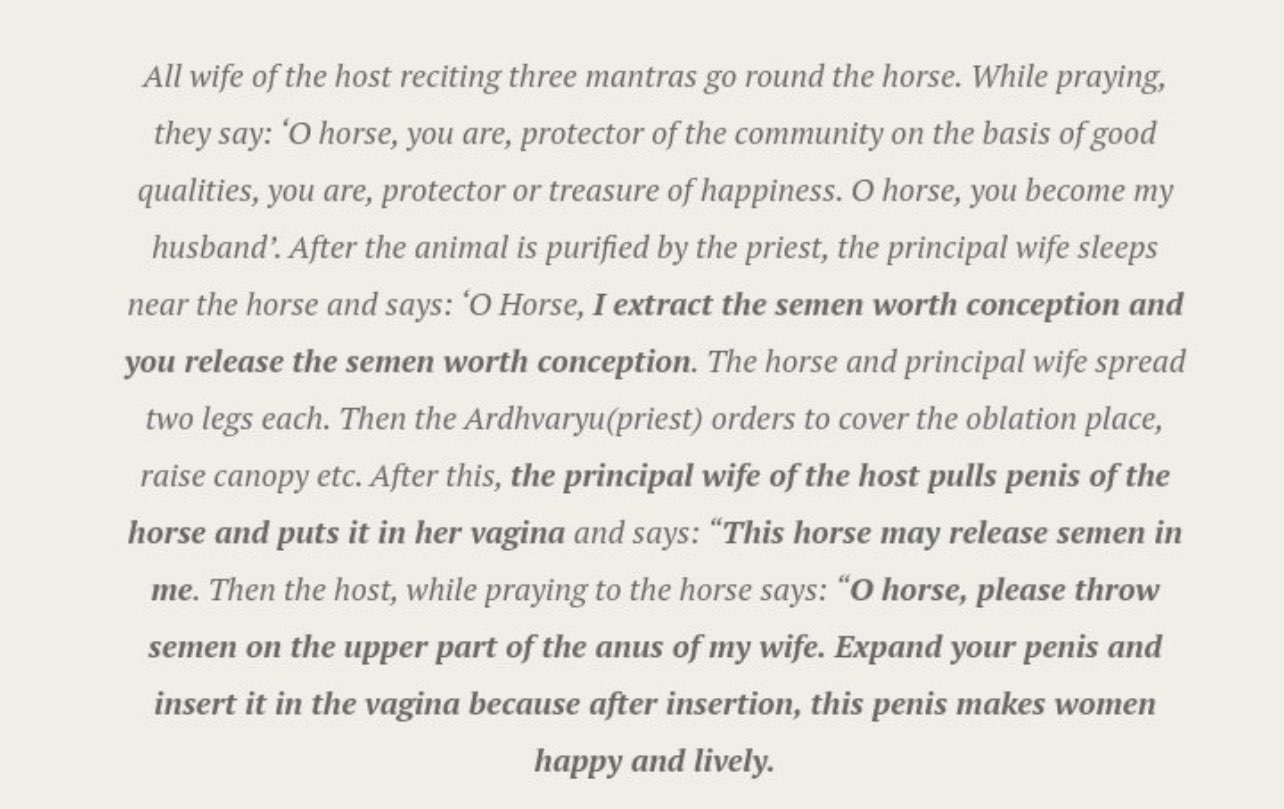 All wife of the host reciting three mantras go round the horse. While praying,
they say: ‘O horse, you are, protector of the community on the basis of good
qualities, you are, protector or treasure of happiness. O horse, you become my
husband’. After the animal is purified by the priest, the principal wife sleeps
near the horse and says: ‘O Horse, I extract the semen worth conception and
you release the semen worth conception. The horse and principal wife spread
two legs each. Then the Ardhvaryu(priest) orders to cover the oblation place,
raise canopy etc. After this, the principal wife of the host pulls penis of the
horse and puts it in her vagina and says: “This horse may release semen in
me. Then the host, while praying to the horse says: “O horse, please throw
semen on the upper part of the anus of my wife. Expand your penis and
insert it in the vagina because after insertion, this penis makes women
happy and lively.